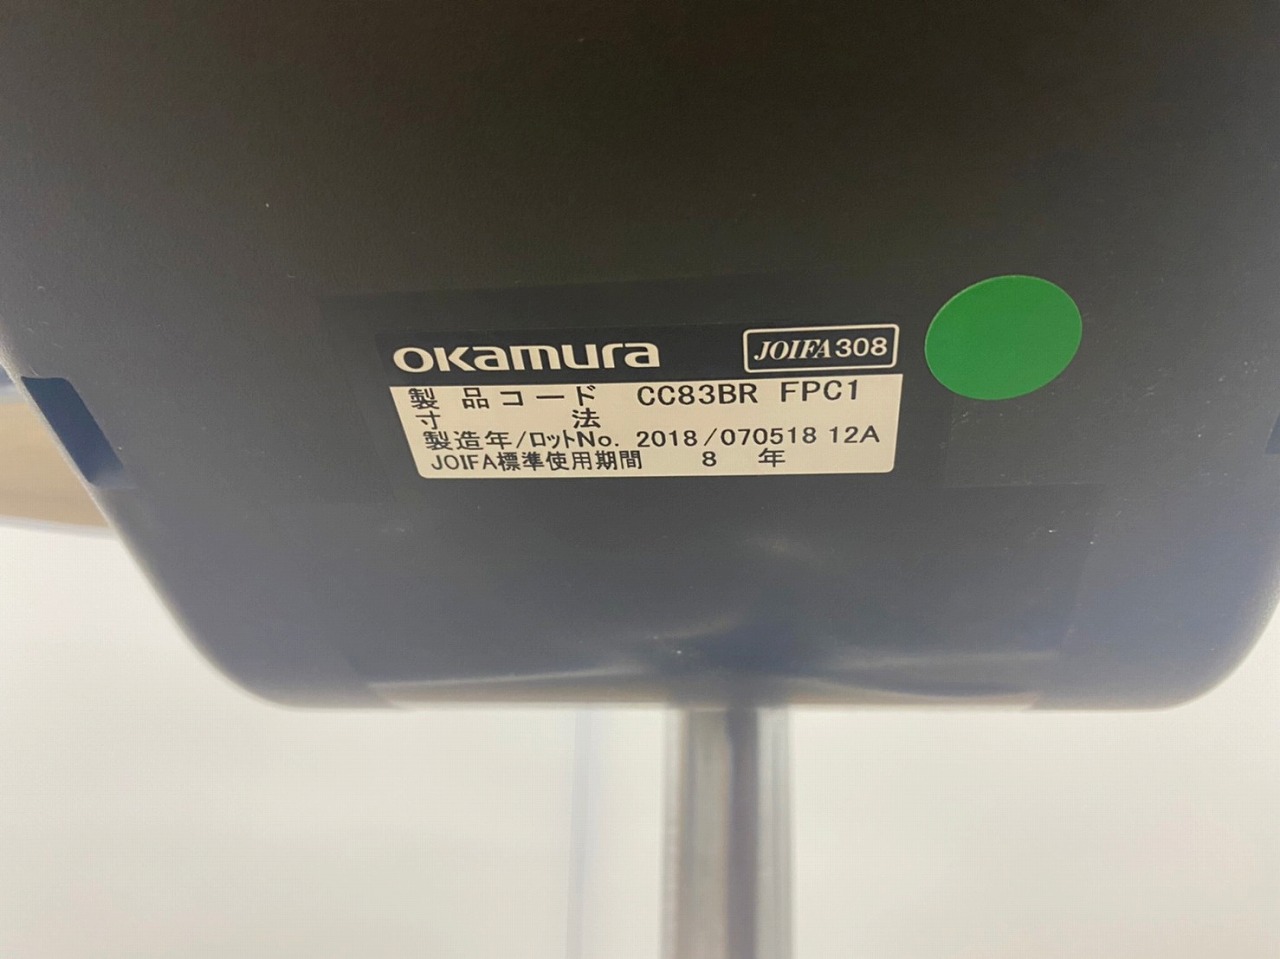 okamura JOIFA308
製品コード CC83BR FPC1
寸法
製造年/ロットNo. 2018/070518 12A
JOIFA標準使用期間 8 年